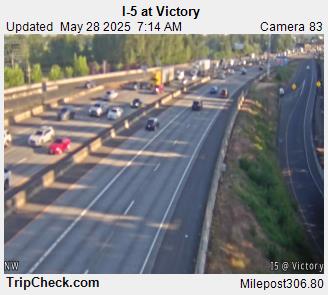 I-5 at Victory
Updated  May 28 2025  7:14 AM
Camera 83
NW
I5 @ Victory
TripCheck.com
Milepost306.80